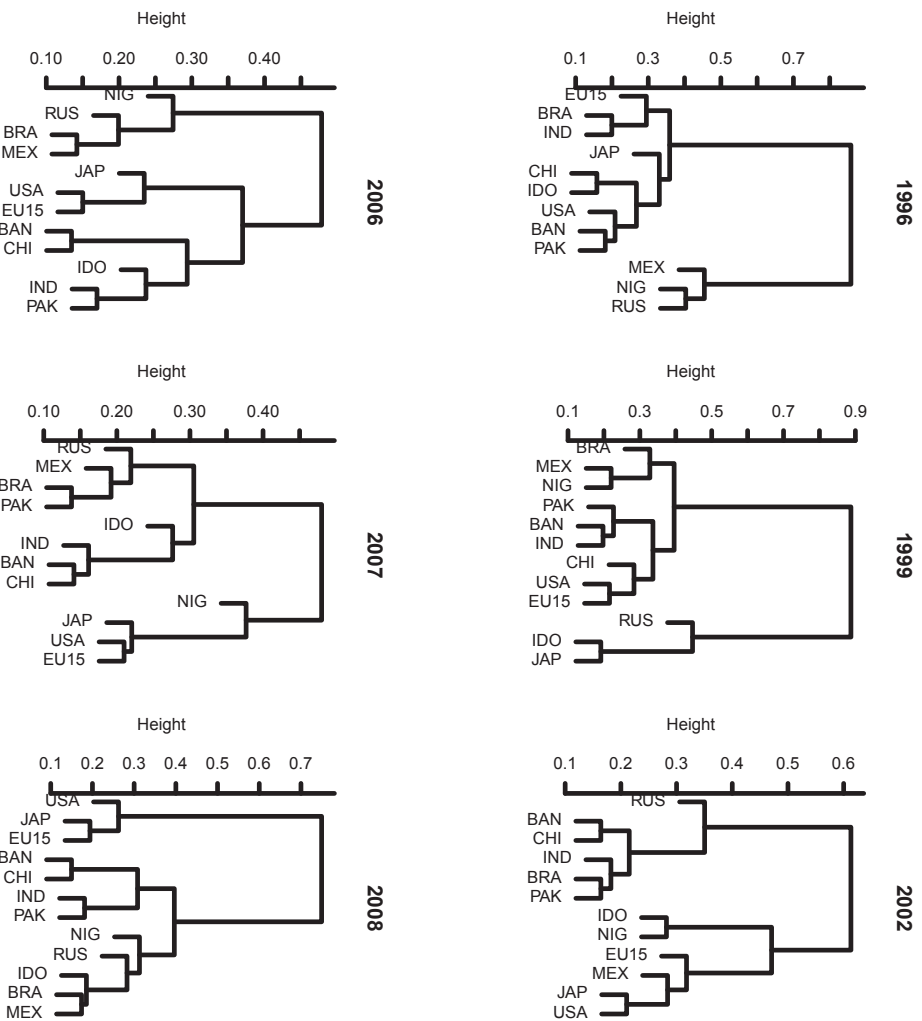 Height
0.10 0.20 0.30 0.40
NIG
RUS
BRA
MEX
JAP
USA
EU15
BAN
CHI
IDO
IND
PAK
2006
Height
0.1 0.3 0.5 0.7
EU15
BRA
IND
JAP
CHI
IDO
USA
BAN
PAK
MEX
NIG
RUS
1996
Height
0.10 0.20 0.30 0.40
RUS
MEX
BRA
PAK
IDO
IND
BAN
CHI
NIG
JAP
USA
EU15
2007
Height
0.1 0.3 0.5 0.7 0.9
BRA
MEX
NIG
PAK
BAN
IND
CHI
USA
EU15
RUS
IDO
JAP
1999
Height
0.1 0.2 0.3 0.4 0.5 0.6 0.7
USA
JAP
EU15
BAN
CHI
IND
PAK
NIG
RUS
IDO
BRA
MEX
2008
Height
0.1 0.2 0.3 0.4 0.5 0.6
RUS
BAN
CHI
IND
BRA
PAK
IDO
NIG
EU15
MEX
JAP
USA
2002